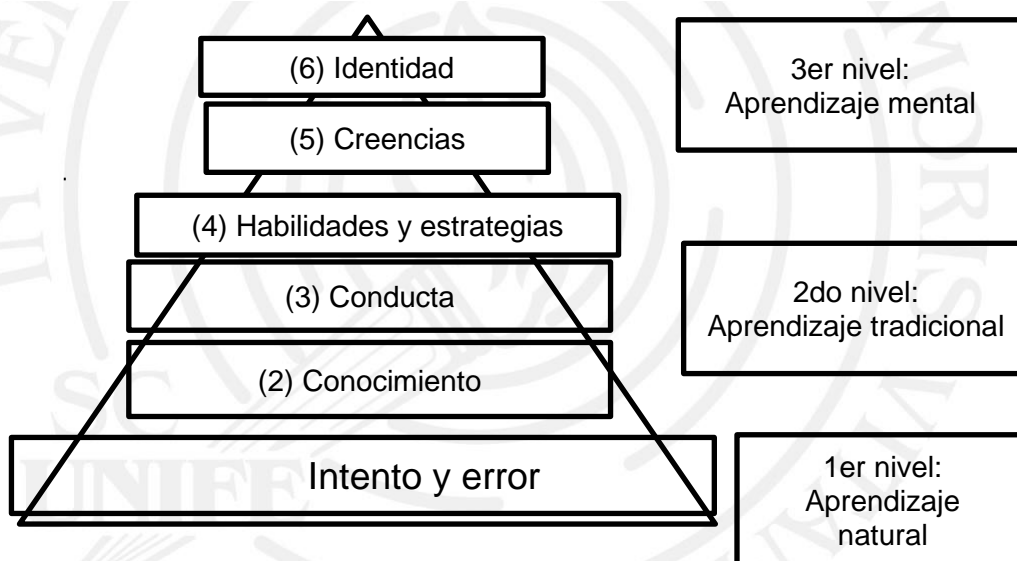 (6) Identidad
(5) Creencias
(4) Habilidades y estrategias
(3) Conducta
(2) Conocimiento
Intento y error
3er nivel:
Aprendizaje mental
2do nivel:
Aprendizaje tradicional
1er nivel:
Aprendizaje
natural
UNIFE